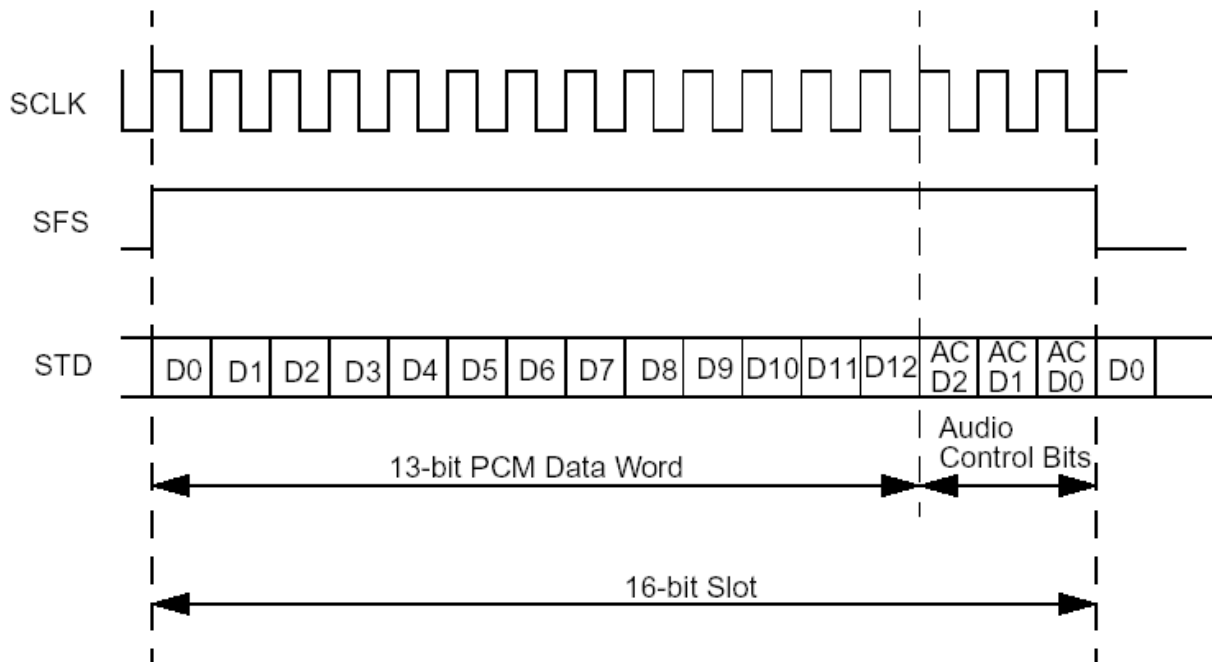 SCLK
SFS
STD
D0 D1 D2 D3 D4 D5 D6 D7 D8 D9 D10 D11 D12 AC D2 AC D1 AC D0 D0
13-bit PCM Data Word
Audio
Control Bits
16-bit Slot